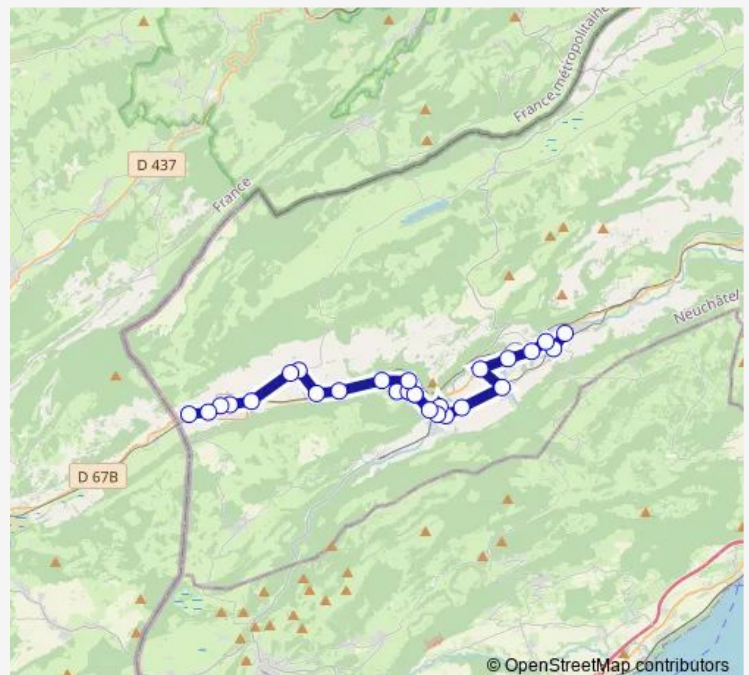 France métropolitaine
D 437
France
Neuchâtel
D 67B
© OpenStreetMap contributors